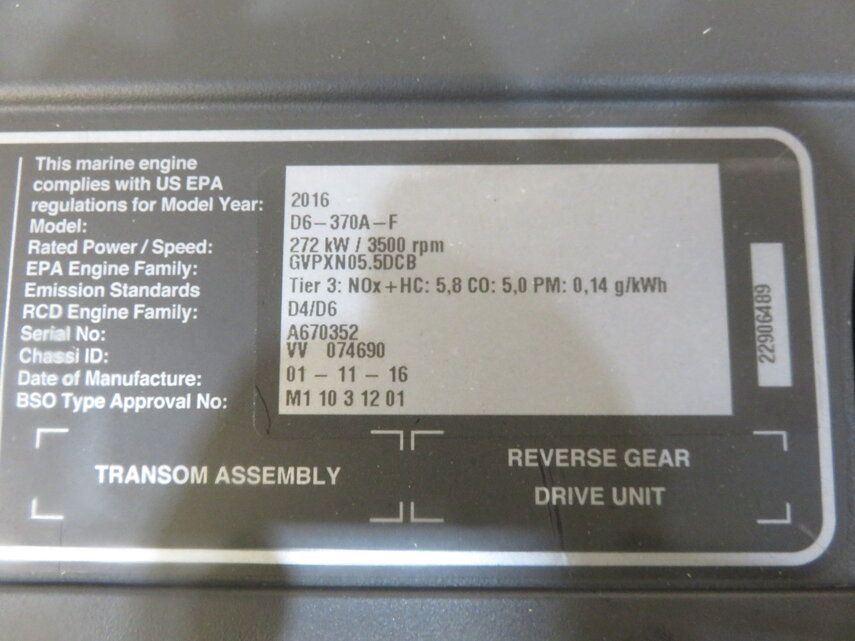 This marine engine
complies with US EPA
regulations for Model Year: 2016
Model: D6-370A-F
Rated Power / Speed: 272 kW / 3500 rpm
EPA Engine Family: GVPXN05.5DCB
Emission Standards Tier 3: NOx+HC: 5,8 CO: 5,0 PM: 0,14 g/kWh
RCD Engine Family: D4/D6
Serial No: A670352
Chassi ID: VV 074690
Date of Manufacture: 01 - 11 - 16
BSO Type Approval No: M1 10 3 12 01
22906489
TRANSOM ASSEMBLY
REVERSE GEAR
DRIVE UNIT